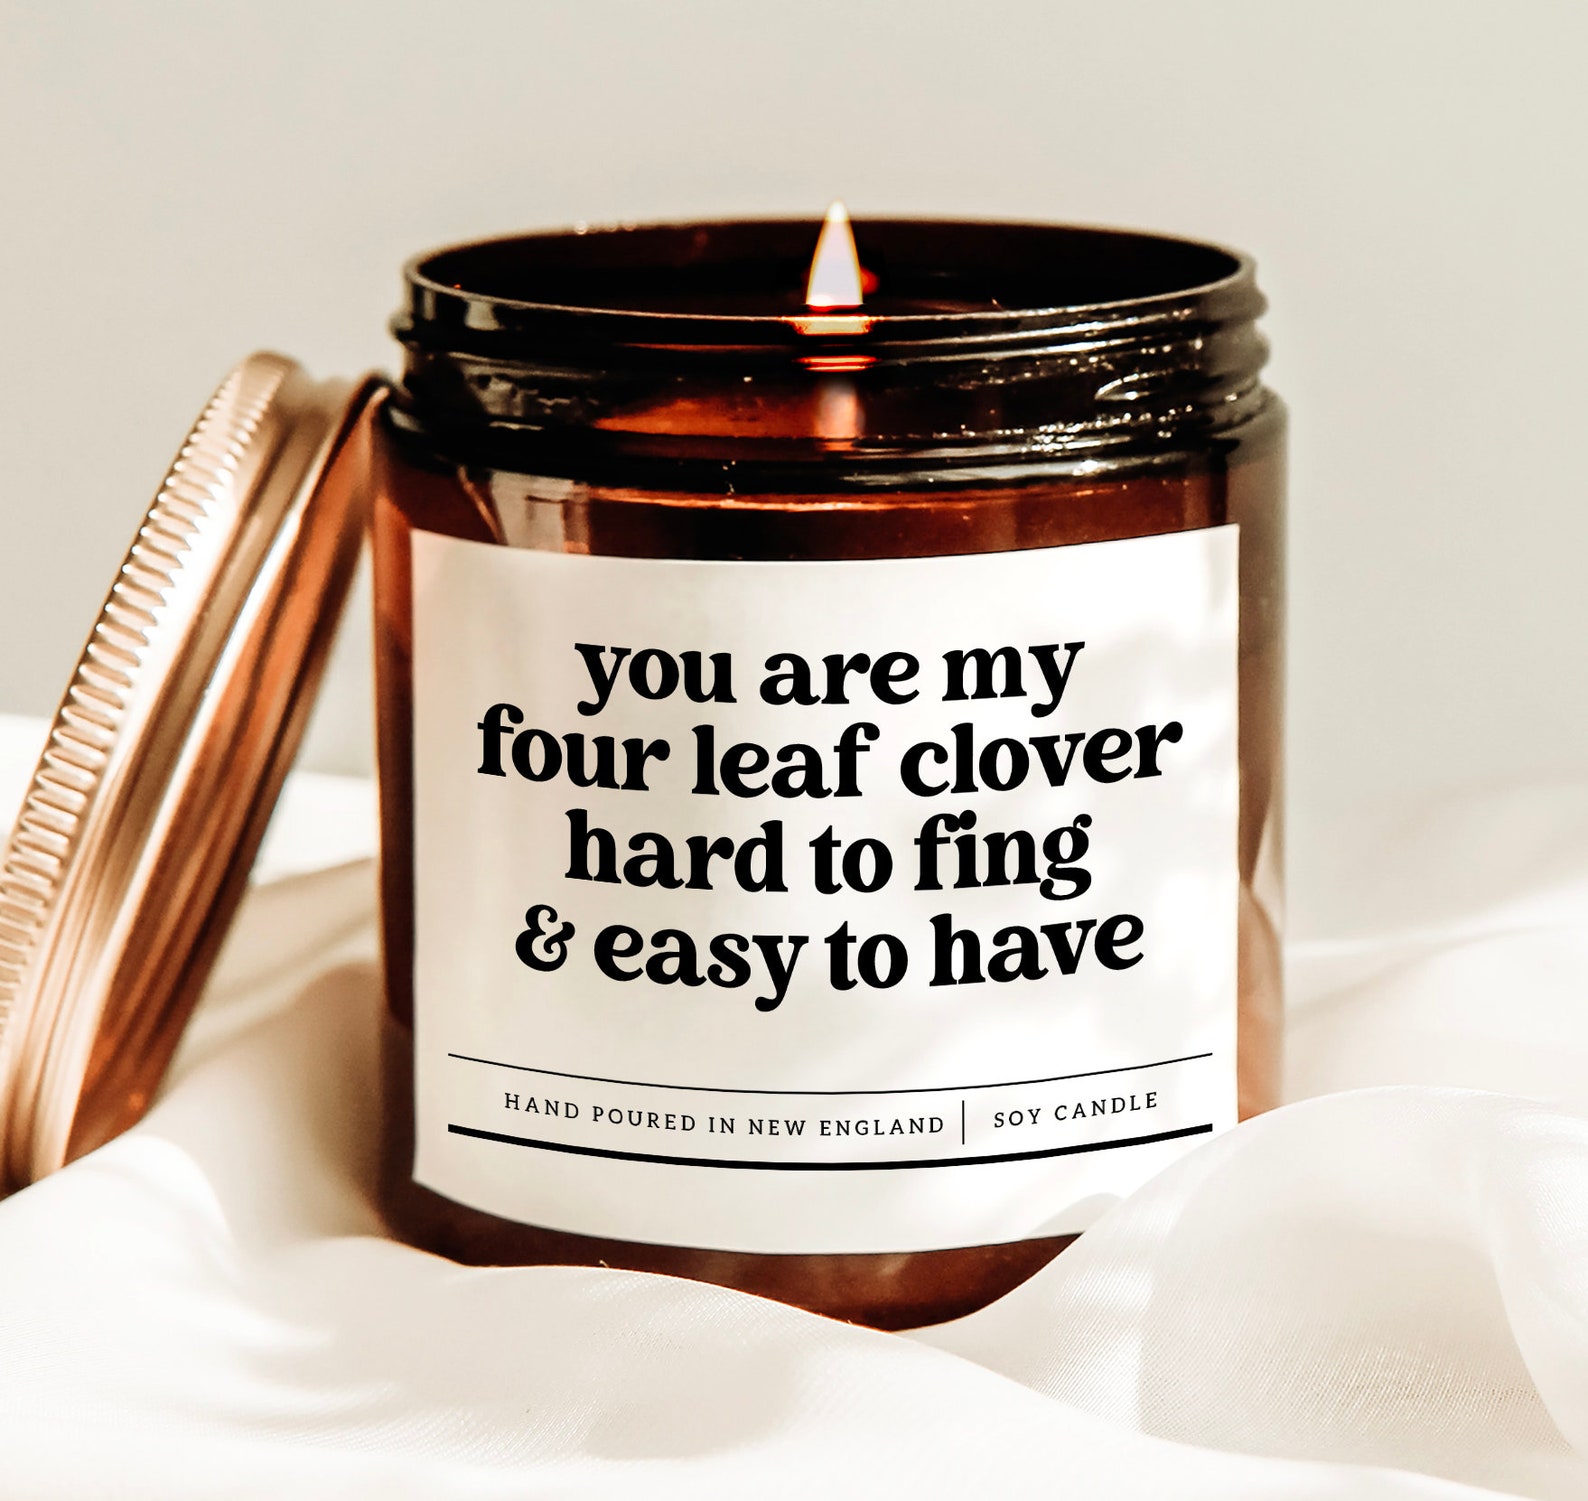 you are my
four leaf clover
hard to fing
& easy to have
HAND POURED IN NEW ENGLAND | SOY CANDLE